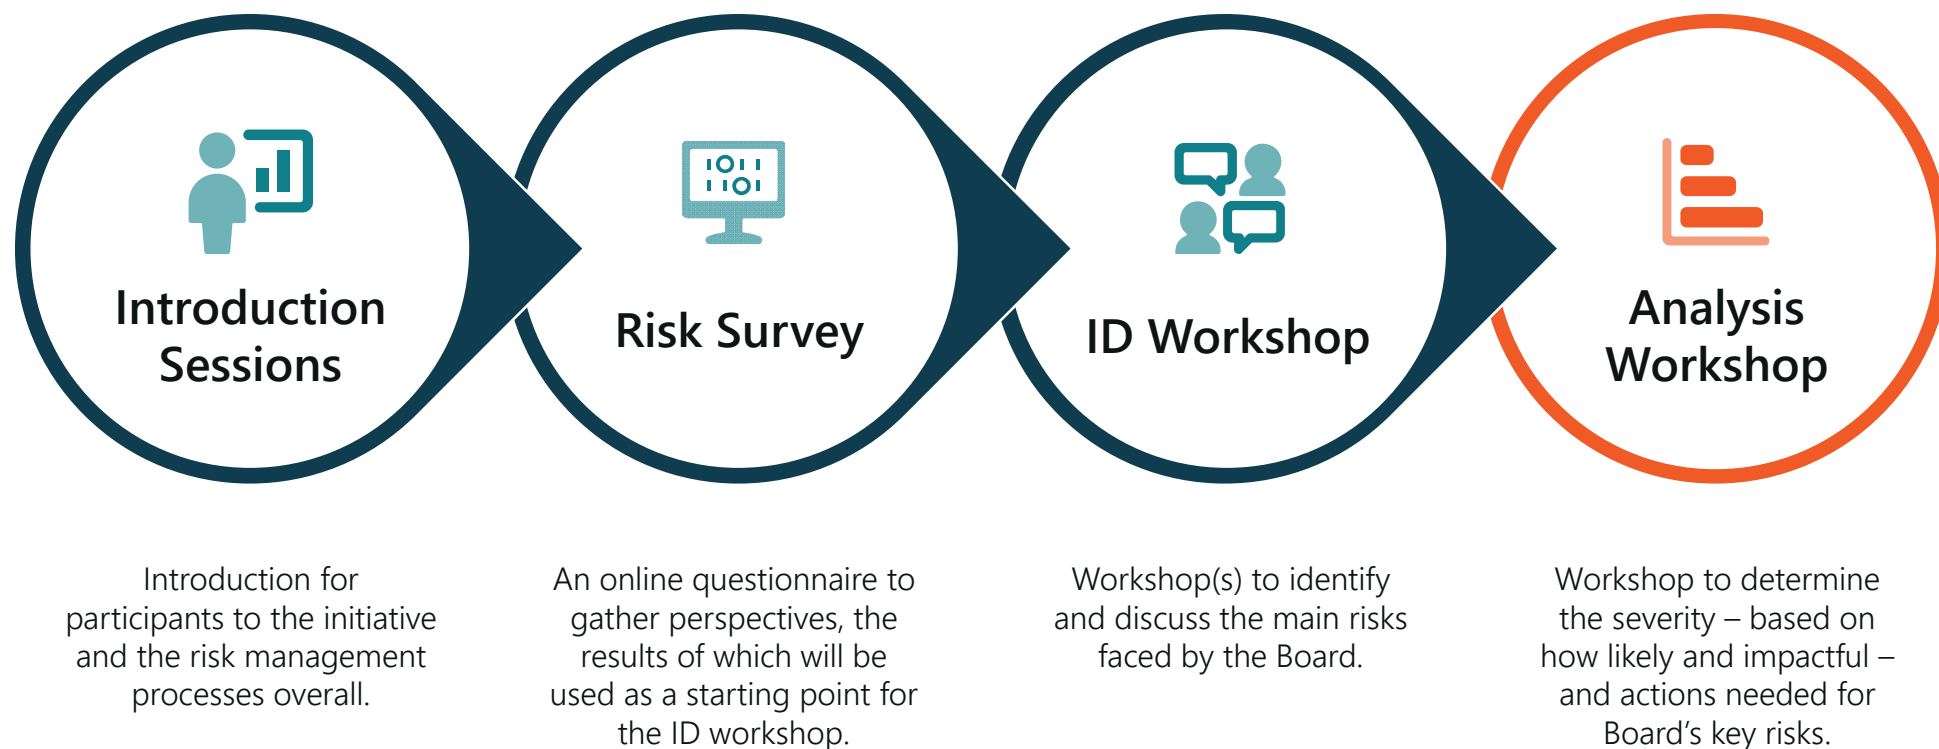 Introduction
Sessions
Risk Survey
ID Workshop
Analysis
Workshop
Introduction for
participants to the initiative
and the risk management
processes overall.
An online questionnaire to
gather perspectives, the
results of which will be
used as a starting point for
the ID workshop.
Workshop(s) to identify
and discuss the main risks
faced by the Board.
Workshop to determine
the severity – based on
how likely and impactful –
and actions needed for
Board's key risks.